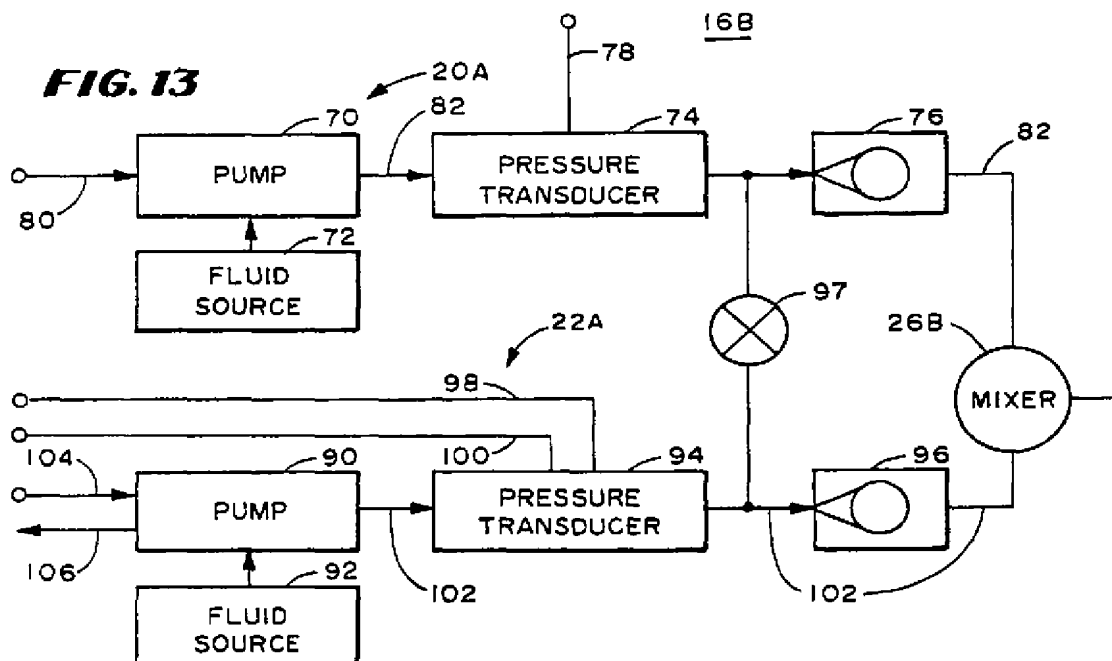 16B
78
FIG. 13
20A
70
82
74
76
82
PUMP
PRESSURE
TRANSDUCER
80
72
FLUID
SOURCE
97
22A
26B
98
MIXER
100
104
90
94
96
PUMP
PRESSURE
TRANSDUCER
106
92
102
102
FLUID
SOURCE